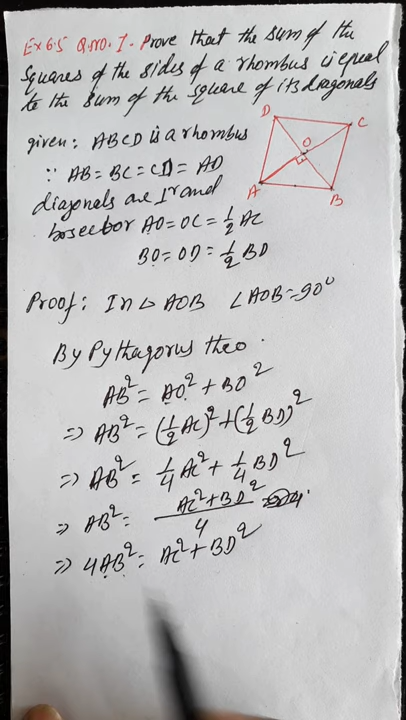 Ex 6.5 Q.no. 1. Prove that the sum of the
squares of the sides of a rhombus is equal
to the sum of the square of its diagonals
given: ABCD is a rhombus
∵ AB = BC = CD = AD
diagonals are ⊥r and
AO = OC = 1/2 AC
BO = OD = 1/2 BD
D
C
O
A
B
Proof: In △ AOB ∠AOB = 90°
By Pythagorus theo.
AB² = AO² + BO²
⇒ AB² = (1/2 AC)² + (1/2 BD)²
⇒ AB² = 1/4 AC² + 1/4 BD²
⇒ AB² = AC² + BD² / 4
⇒ 4AB² = AC² + BD²